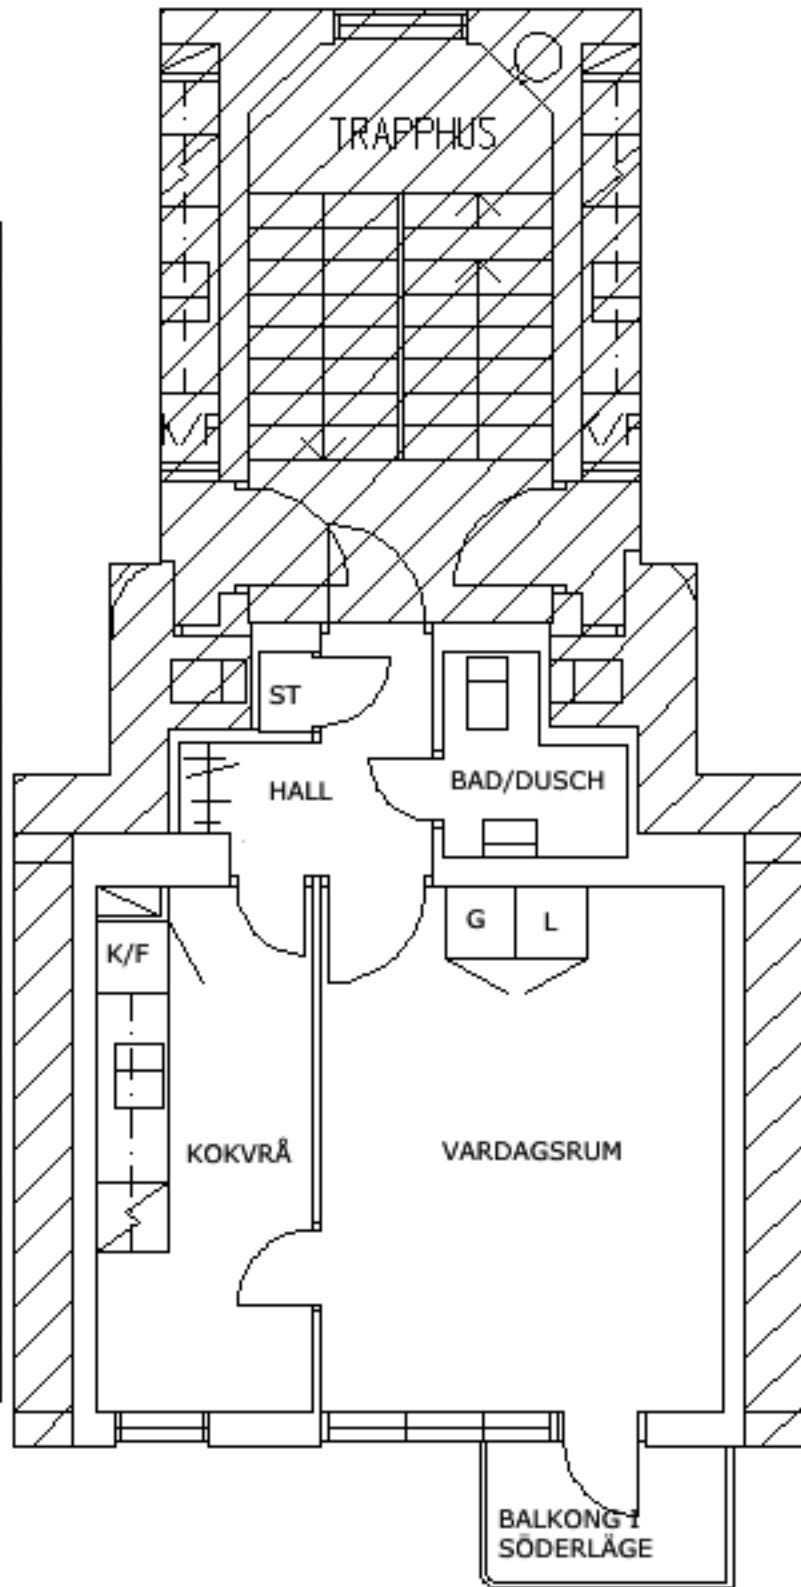 TRAPPHUS
K/F
K/F
ST
HALL
BAD/DUSCH
K/F
G
L
KOKVRÅ
VARDAGSRUM
BALKONG I
SÖDERLÄGE